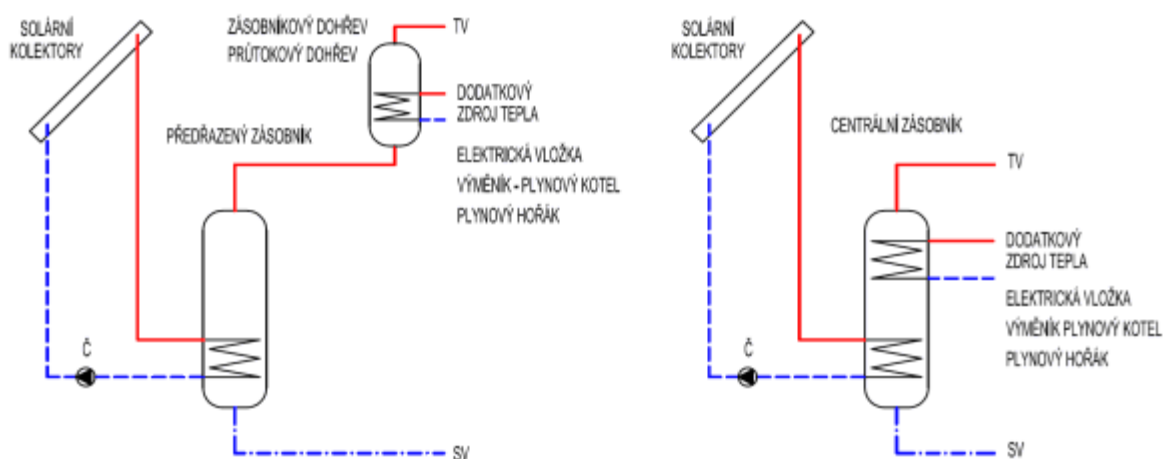 SOLÁRNÍ
KOLEKTORY
ZÁSOBNÍKOVÝ DOHŘEV
PRŮTOKOVÝ DOHŘEV
TV
DODATKOVÝ
ZDROJ TEPLA
PŘEDŘAZENÝ ZÁSOBNÍK
ELEKTRICKÁ VLOŽKA
VÝMĚNÍK - PLYNOVÝ KOTEL
PLYNOVÝ HOŘÁK
Č
SV
SOLÁRNÍ
KOLEKTORY
CENTRÁLNÍ ZÁSOBNÍK
TV
DODATKOVÝ
ZDROJ TEPLA
ELEKTRICKÁ VLOŽKA
VÝMĚNÍK PLYNOVÝ KOTEL
PLYNOVÝ HOŘÁK
Č
SV